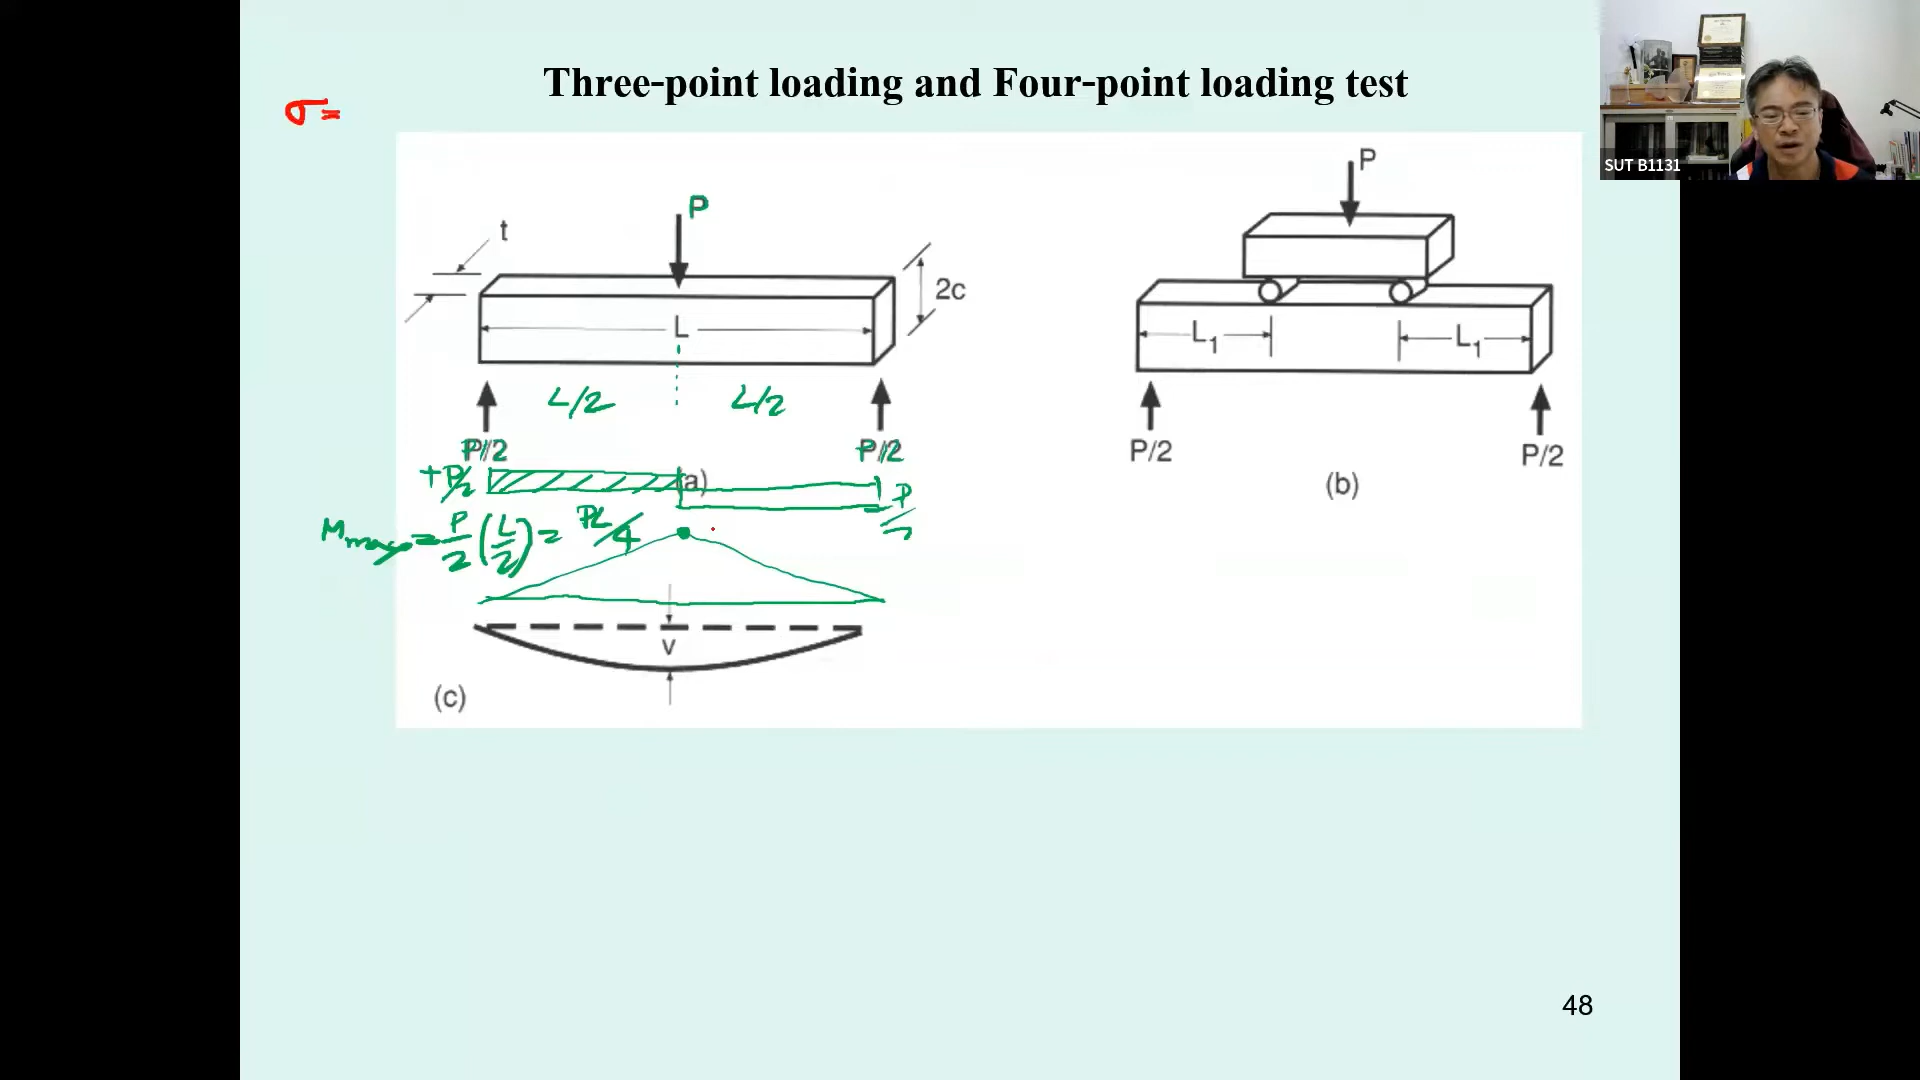 Three-point loading and Four-point loading test
σ=
SUT B1131
P
P
t
2c
L
L₁
L₁
L/2
L/2
P/2
P/2
P/2
P/2
(a)
(b)
+P/2
P/2
Mmax = P/2 (L/2) = PL/4
v
(c)
48